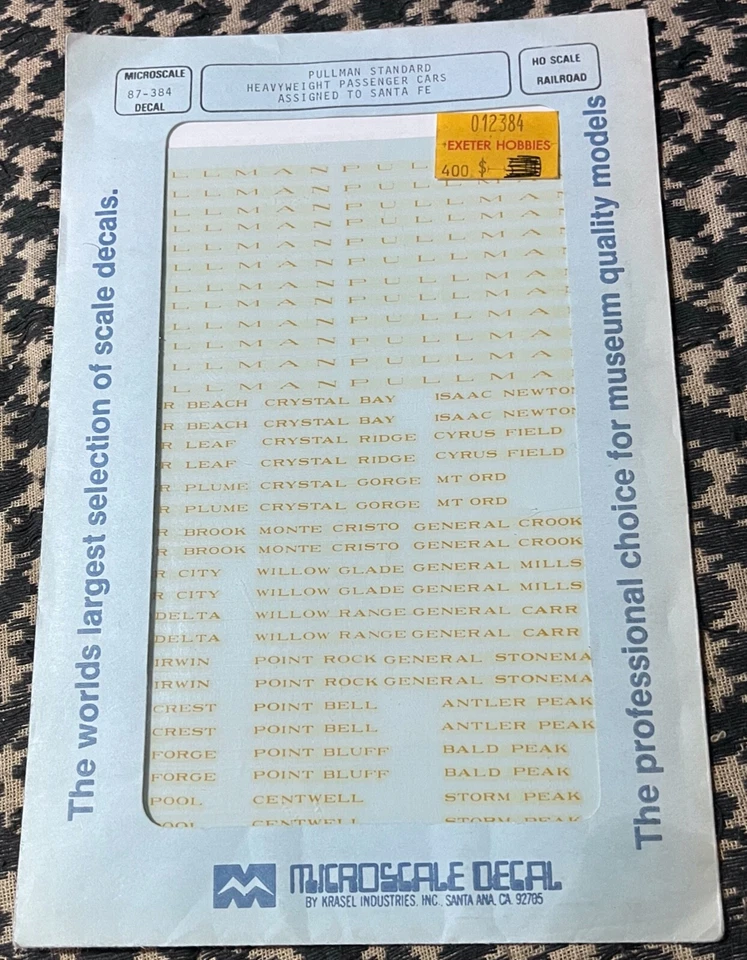 MICROSCALE
87-384
DECAL
PULLMAN STANDARD
HEAVYWEIGHT PASSENGER CARS
ASSIGNED TO SANTA FE
HO SCALE
RAILROAD
012384
EXETER HOBBIES
400 $
The worlds largest selection of scale decals.
The professional choice for museum quality models
L L M A N P U L
L L M A N P U L L M A
L L M A N P U L L M A
L L M A N P U L L M A
L L M A N P U L L M A
L L M A N P U L L M A
L L M A N P U L L M A
L L M A N P U L L M A
L L M A N P U L L M A
L L M A N P U L L M A
L L M A N P U L L M A
R BEACH CRYSTAL BAY ISAAC NEWTON
R BEACH CRYSTAL BAY ISAAC NEWTON
R LEAF CRYSTAL RIDGE CYRUS FIELD
R LEAF CRYSTAL RIDGE CYRUS FIELD
R PLUME CRYSTAL GORGE MT ORD
R PLUME CRYSTAL GORGE MT ORD
R BROOK MONTE CRISTO GENERAL CROOK
R BROOK MONTE CRISTO GENERAL CROOK
R CITY WILLOW GLADE GENERAL MILLS
R CITY WILLOW GLADE GENERAL MILLS
DELTA WILLOW RANGE GENERAL CARR
DELTA WILLOW RANGE GENERAL CARR
IRWIN POINT ROCK GENERAL STONEMA
IRWIN POINT ROCK GENERAL STONEMA
CREST POINT BELL ANTLER PEAK
CREST POINT BELL ANTLER PEAK
FORGE POINT BLUFF BALD PEAK
FORGE POINT BLUFF BALD PEAK
POOL CENTWELL STORM PEAK
POOL CENTWELL STORM PEAK
MICROSCALE DECAL
BY KRASEL INDUSTRIES, INC., SANTA ANA, CA. 92705